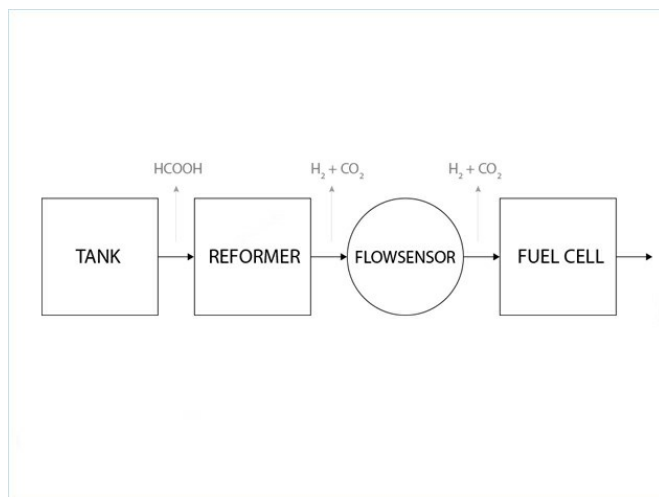 HCOOH
H₂ + CO₂
H₂ + CO₂
TANK
REFORMER
FLOWSENSOR
FUEL CELL